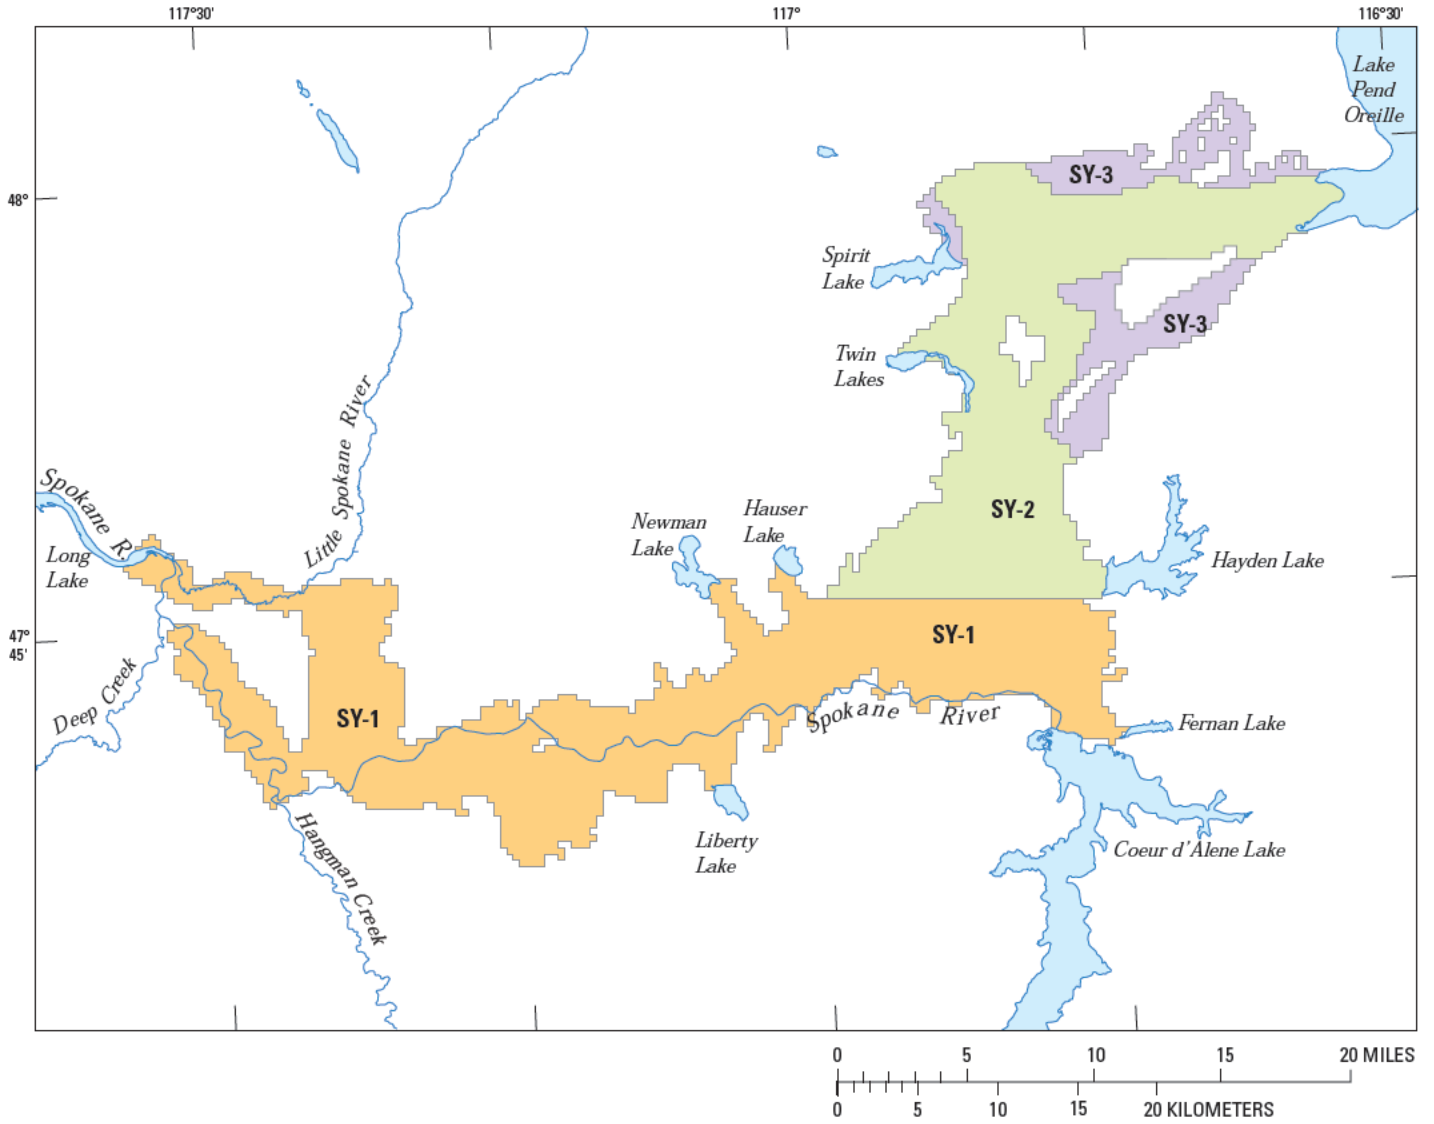 117°30'
117°
116°30'
Lake
Pend
Oreille
SY-3
48°
Spirit
Lake
SY-3
Twin
Lakes
Little Spokane River
Spokane R.
SY-2
Hauser
Lake
Newman
Lake
Long
Lake
Hayden Lake
47°
45'
SY-1
Deep Creek
SY-1
Spokane River
Fernan Lake
Hangman Creek
Liberty
Lake
Coeur d'Alene Lake
0 5 10 15 20 MILES
0 5 10 15 20 KILOMETERS